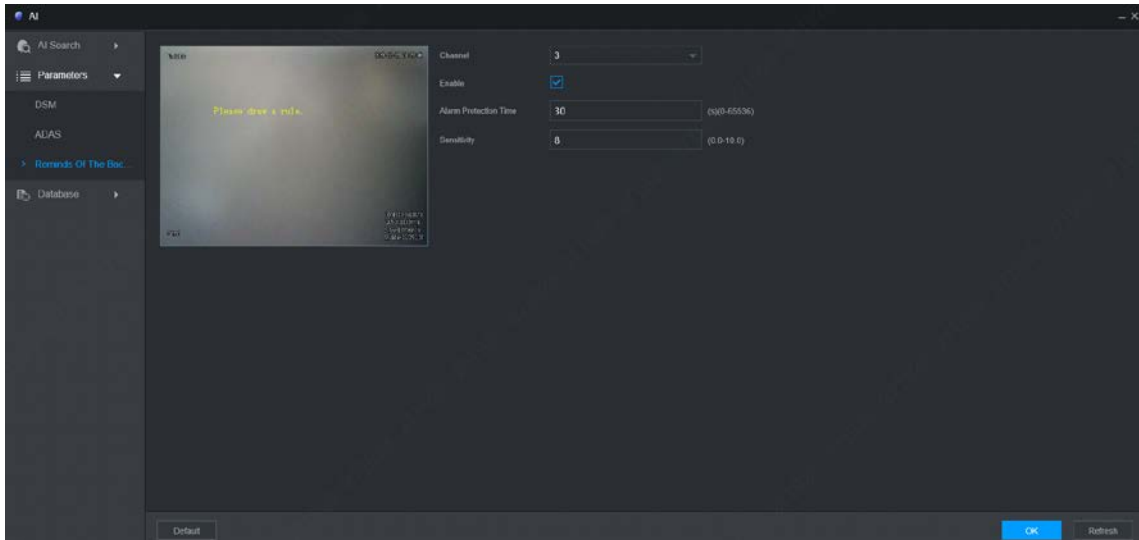 AI
AI Search
Parameters
DSM
ADAS
Reminds Of The Bac...
Database
Please draw a rule.
Channel
3
Enable
Alarm Protection Time
30
(s)(0-65536)
Sensitivity
8
(0.0-10.0)
Default
OK
Refresh